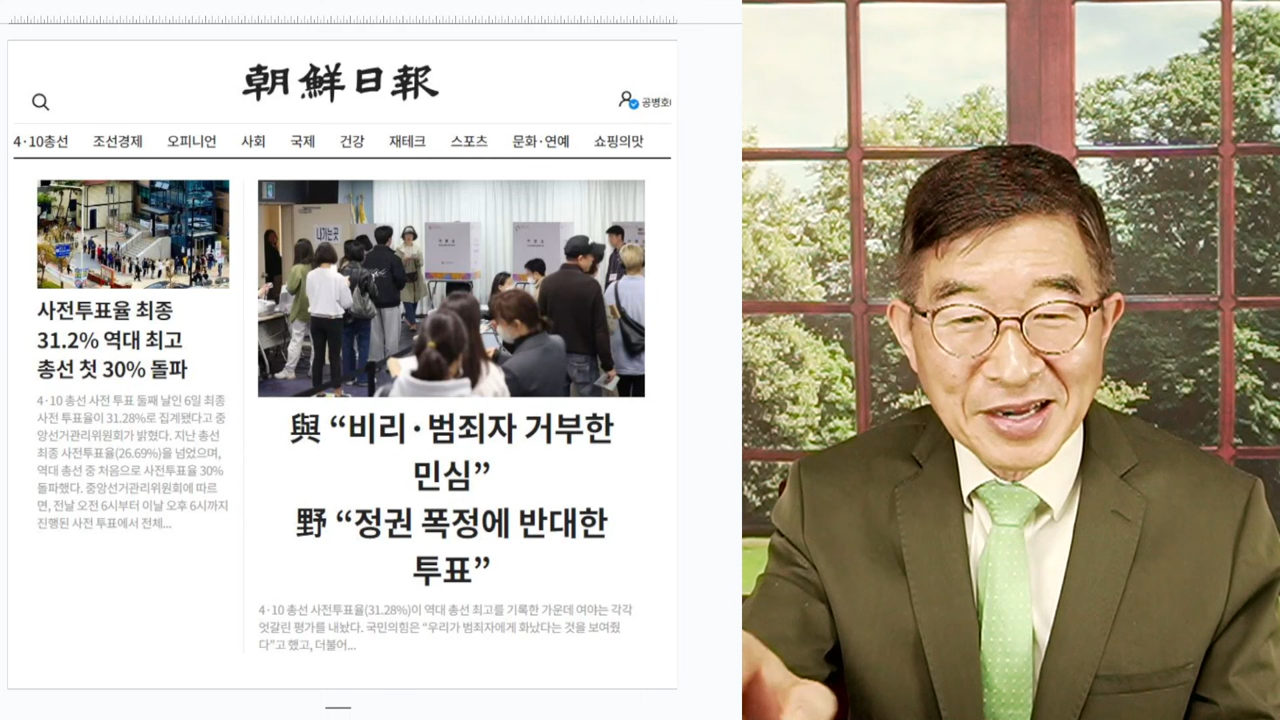 朝鮮日報
공병호
4·10총선 조선경제 오피니언 사회 국제 건강 재테크 스포츠 문화·연예 쇼핑의맛
나가는곳
사전투표율 최종
31.2% 역대 최고
총선 첫 30% 돌파
4·10 총선 사전 투표 둘째 날인 6일 최종
사전 투표율이 31.28%로 집계됐다고 중
앙선거관리위원회가 밝혔다. 지난 총선
최종 사전투표율(26.69%)을 넘었으며,
역대 총선 중 처음으로 사전투표율 30%
돌파했다. 중앙선거관리위원회에 따르
면, 전날 오전 6시부터 이날 오후 6시까지
진행된 사전 투표에서 전체...
與 “비리·범죄자 거부한
민심”
野 “정권 폭정에 반대한
투표”
4·10 총선 사전투표율(31.28%)이 역대 총선 최고를 기록한 가운데 여야는 각각
엇갈린 평가를 내놨다. 국민의힘은 “우리가 범죄자에게 화났다는 것을 보여줬
다”고 했고, 더불어...